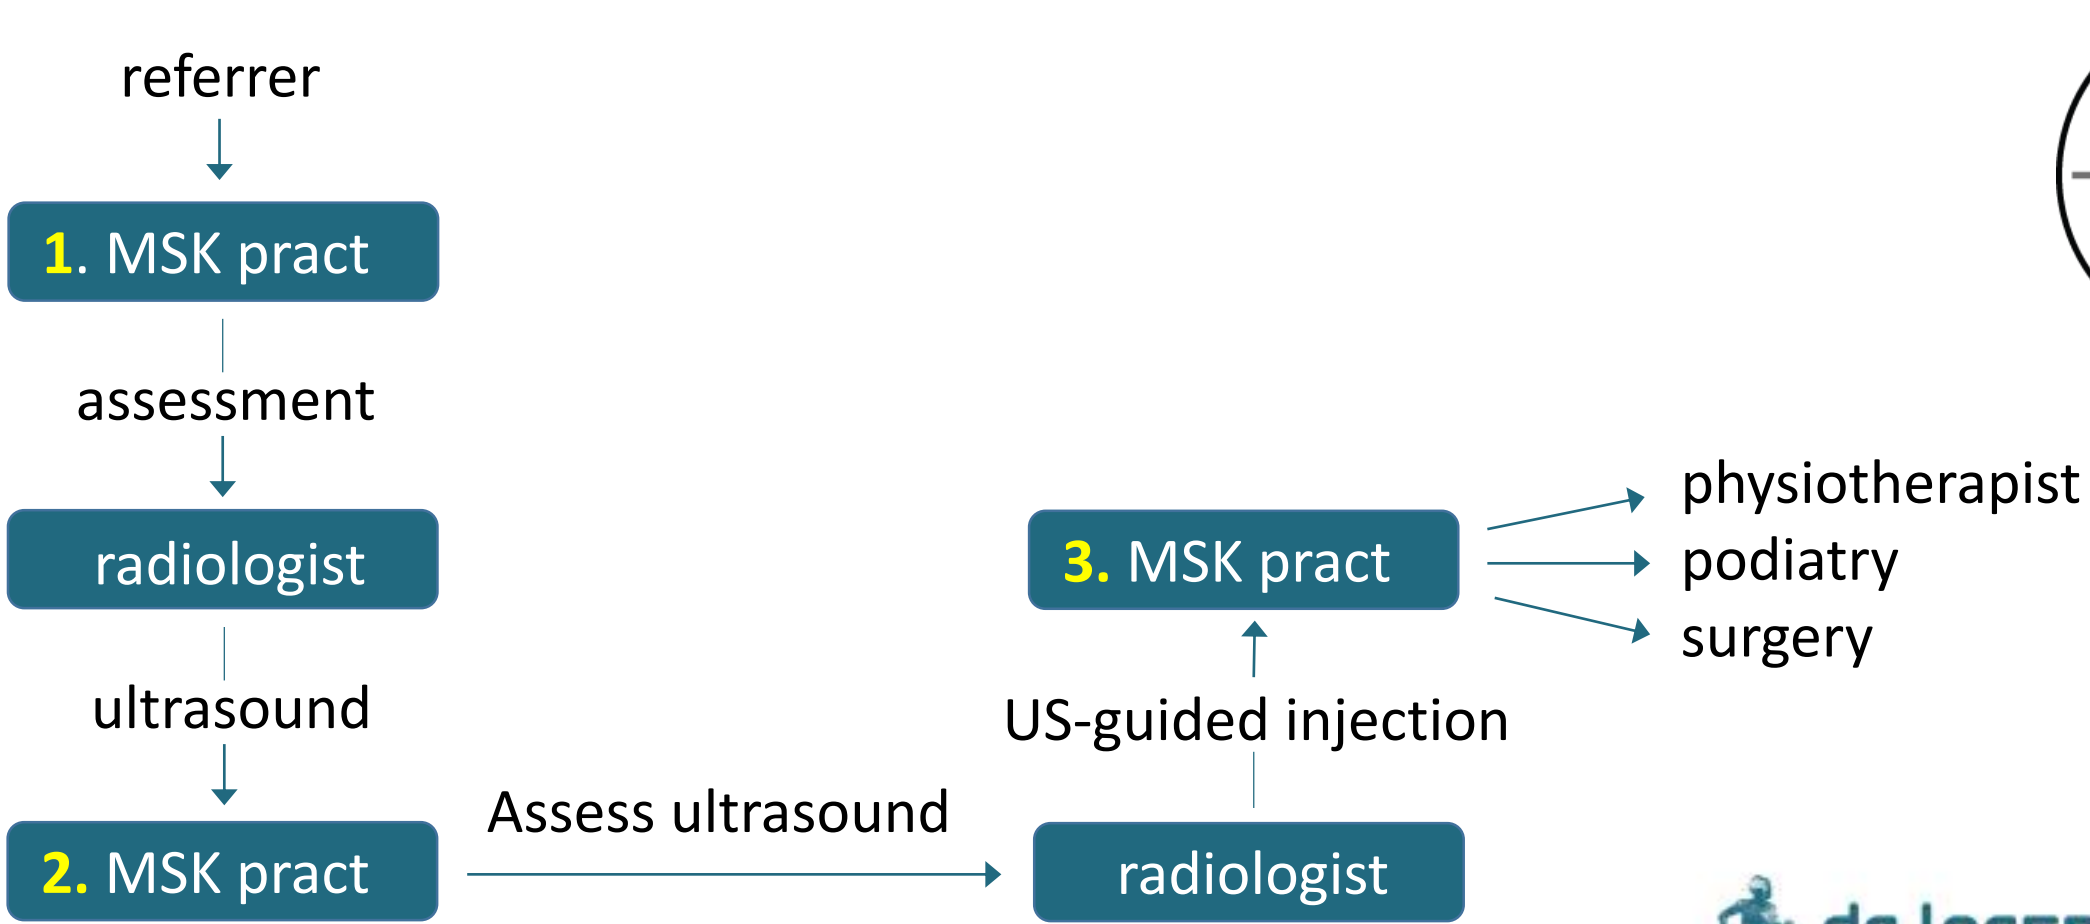 referrer
1. MSK pract
assessment
radiologist
ultrasound
2. MSK pract
Assess ultrasound
radiologist
US-guided injection
3. MSK pract
physiotherapist
podiatry
surgery